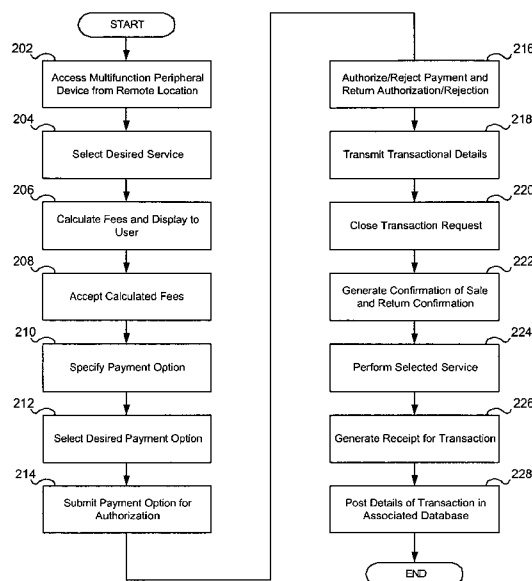 START
202
Access Multifunction Peripheral
Device from Remote Location
204
Select Desired Service
206
Calculate Fees and Display to
User
208
Accept Calculated Fees
210
Specify Payment Option
212
Select Desired Payment Option
214
Submit Payment Option for
Authorization
216
Authorize/Reject Payment and
Return Authorization/Rejection
218
Transmit Transactional Details
220
Close Transaction Request
222
Generate Confirmation of Sale
and Return Confirmation
224
Perform Selected Service
226
Generate Receipt for Transaction
228
Post Details of Transaction in
Associated Database
END